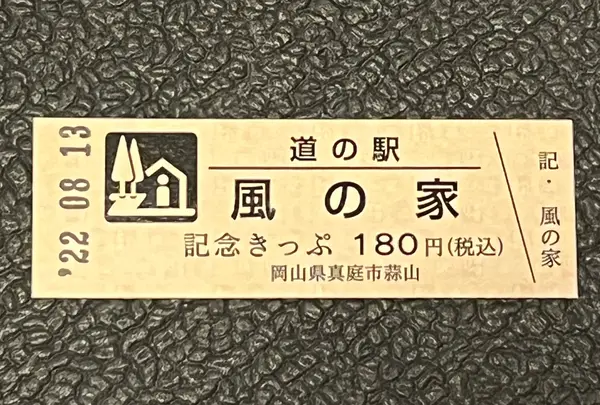 '22 08 13
道の駅
風の家
記念きっぷ 180円(税込)
岡山県真庭市蒜山
記・風の家